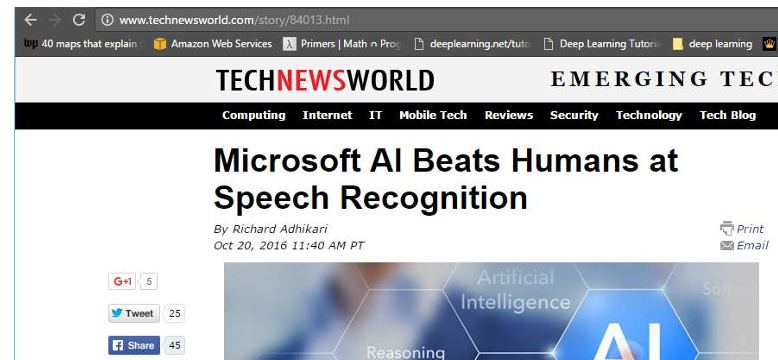 www.technewsworld.com/story/84013.html
40 maps that explain Amazon Web Services Primers | Math ∩ Prog deeplearning.net/tuto Deep Learning Tutoria deep learning
TECHNEWSWORLD EMERGING TEC
Computing Internet IT Mobile Tech Reviews Security Technology Tech Blog
Microsoft AI Beats Humans at
Speech Recognition
By Richard Adhikari
Print
Oct 20, 2016 11:40 AM PT
Email
G+1 5
Tweet 25
Share 45
Artificial
Intelligence
Reasoning
AI